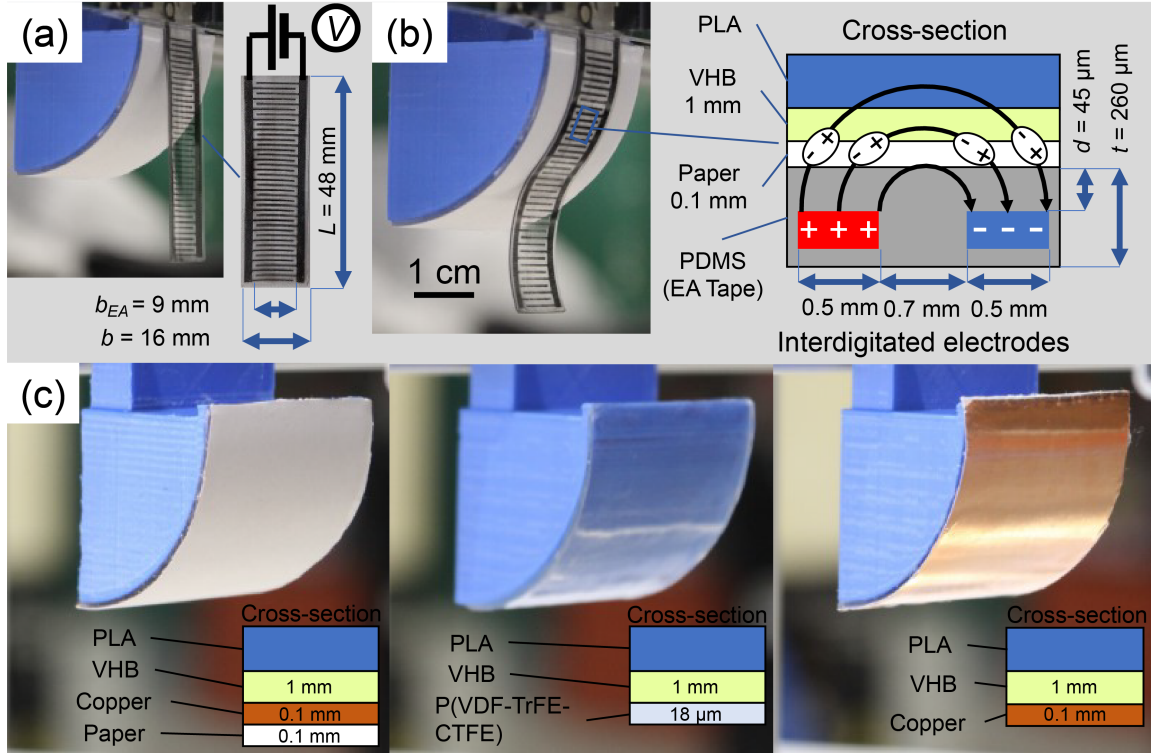 (a)
V
L = 48 mm
b_EA = 9 mm
b = 16 mm
(b)
1 cm
Cross-section
PLA
VHB
1 mm
Paper
0.1 mm
PDMS
(EA Tape)
+ + +
- - -
d = 45 µm
t = 260 µm
0.5 mm
0.7 mm
0.5 mm
Interdigitated electrodes
(c)
Cross-section
PLA
VHB
1 mm
Copper
0.1 mm
Paper
0.1 mm
Cross-section
PLA
VHB
1 mm
P(VDF-TrFE-
CTFE)
18 µm
Cross-section
PLA
VHB
1 mm
Copper
0.1 mm